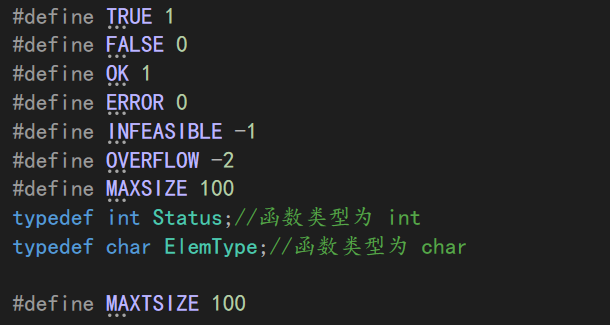 #define TRUE 1
#define FALSE 0
#define OK 1
#define ERROR 0
#define INFEASIBLE -1
#define OVERFLOW -2
#define MAXSIZE 100
typedef int Status;//函数类型为 int
typedef char ElemType;//函数类型为 char
#define MAXTSIZE 100